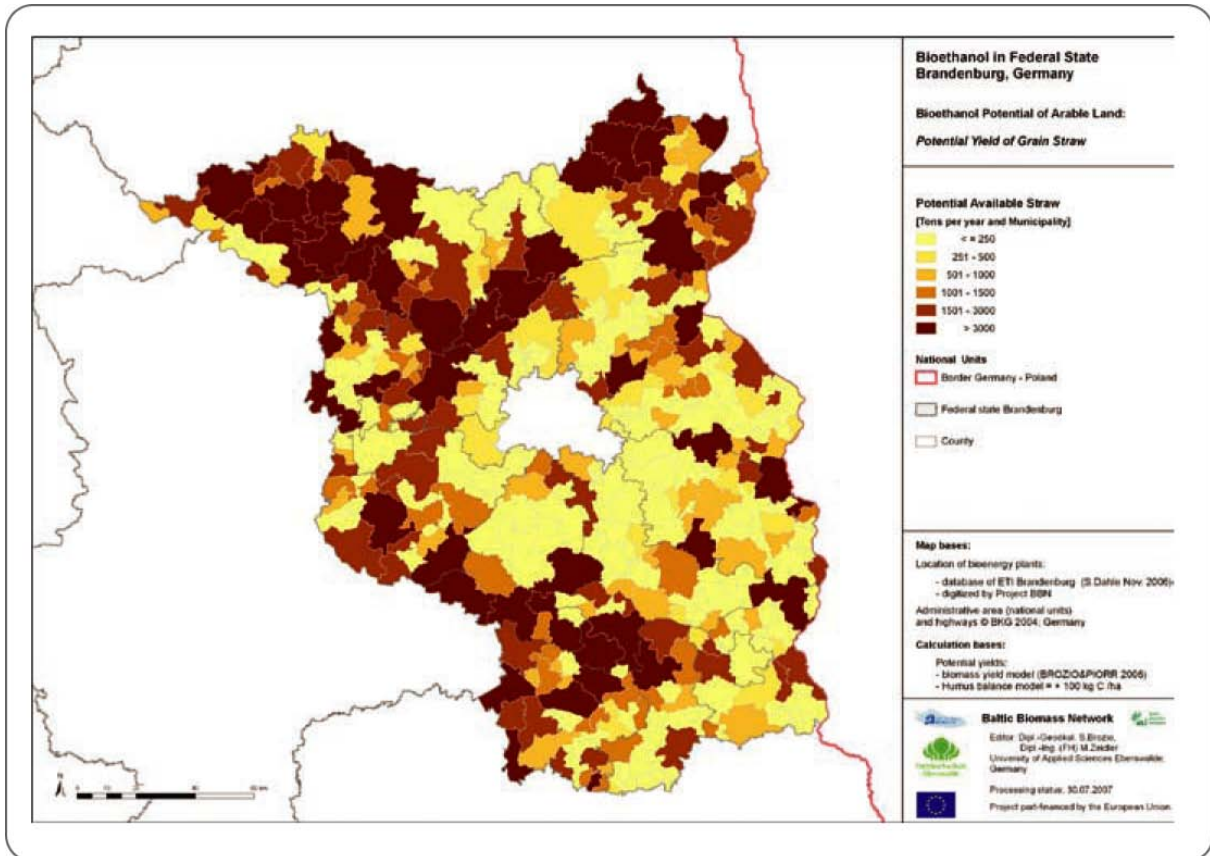 Bioethanol in Federal State
Brandenburg, Germany
Bioethanol Potential of Arable Land:
Potential Yield of Grain Straw
Potential Available Straw
[Tons per year and Municipality]
< = 250
251 - 500
501 - 1000
1001 - 1500
1501 - 3000
> 3000
National Units
Border Germany - Poland
Federal state Brandenburg
County
Map bases:
Location of bioenergy plants:
- database of ETI Brandenburg (S.Dahle Nov. 2006)
- digitized by Project BBN
Administrative area (national units)
and highways © BKG 2004; Germany
Calculation bases:
Potential yields:
- biomass yield model (BROZIO&PIORR 2006)
- Humus balance model = + 100 kg C /ha
Baltic Biomass Network
Editor: Dipl.-Geoökol. S.Brozio,
Dipl.-Ing. (FH) M.Zeidler
University of Applied Sciences Eberswalde;
Germany
Processing status: 30.07.2007
Project part-financed by the European Union
N